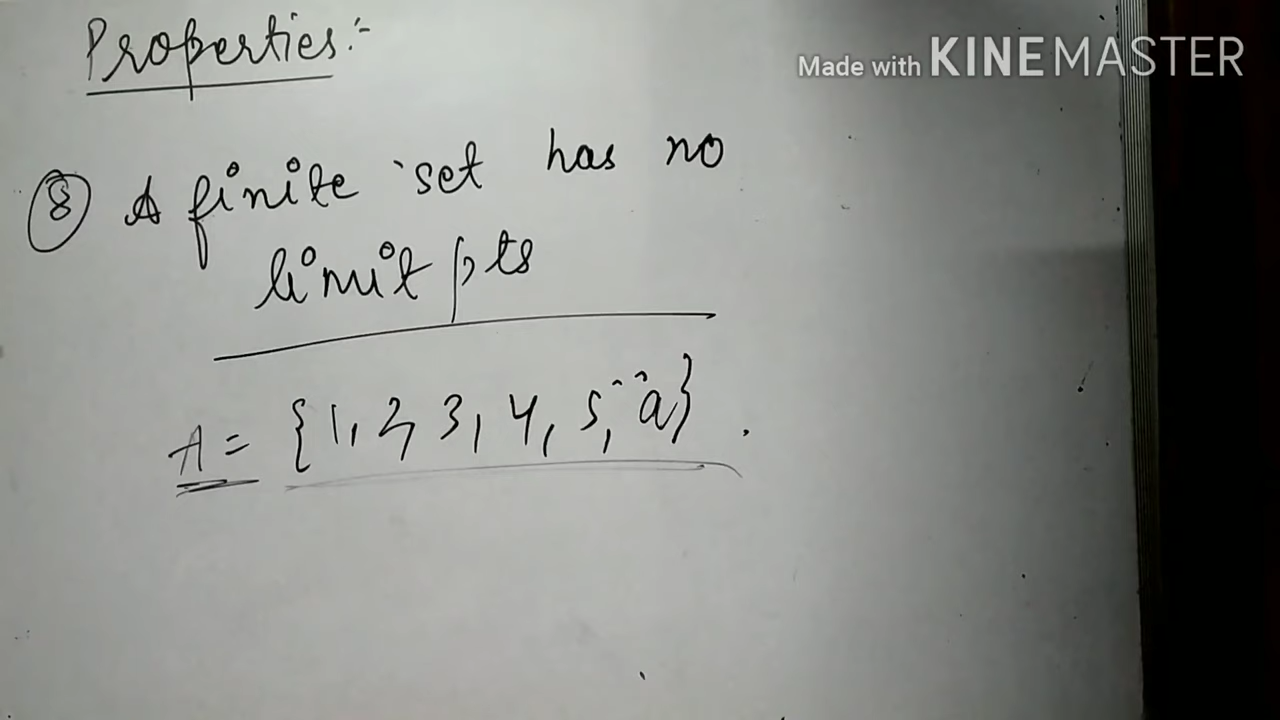 Properties:-
Made with KINEMASTER
⑧ A finite set has no
limit pts
A = {1, 2, 3, 4, 5, ..a} .